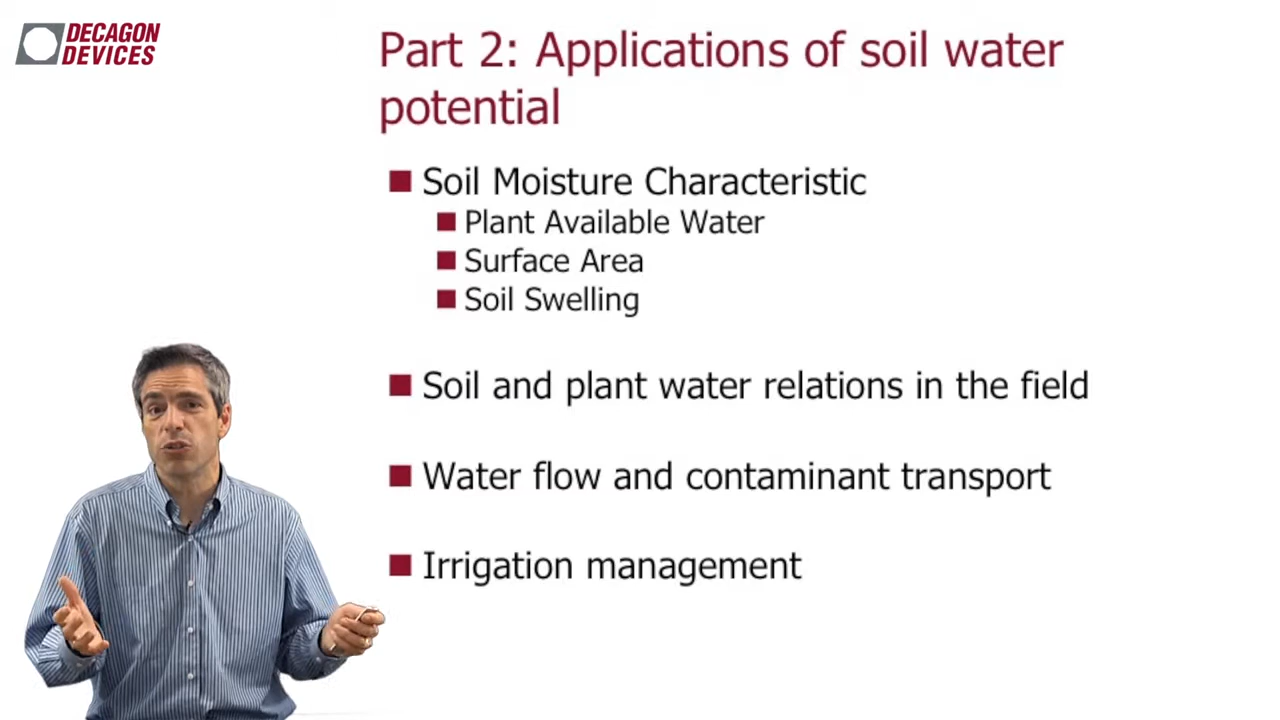 DECAGON
DEVICES
Part 2: Applications of soil water
potential
Soil Moisture Characteristic
Plant Available Water
Surface Area
Soil Swelling
Soil and plant water relations in the field
Water flow and contaminant transport
Irrigation management